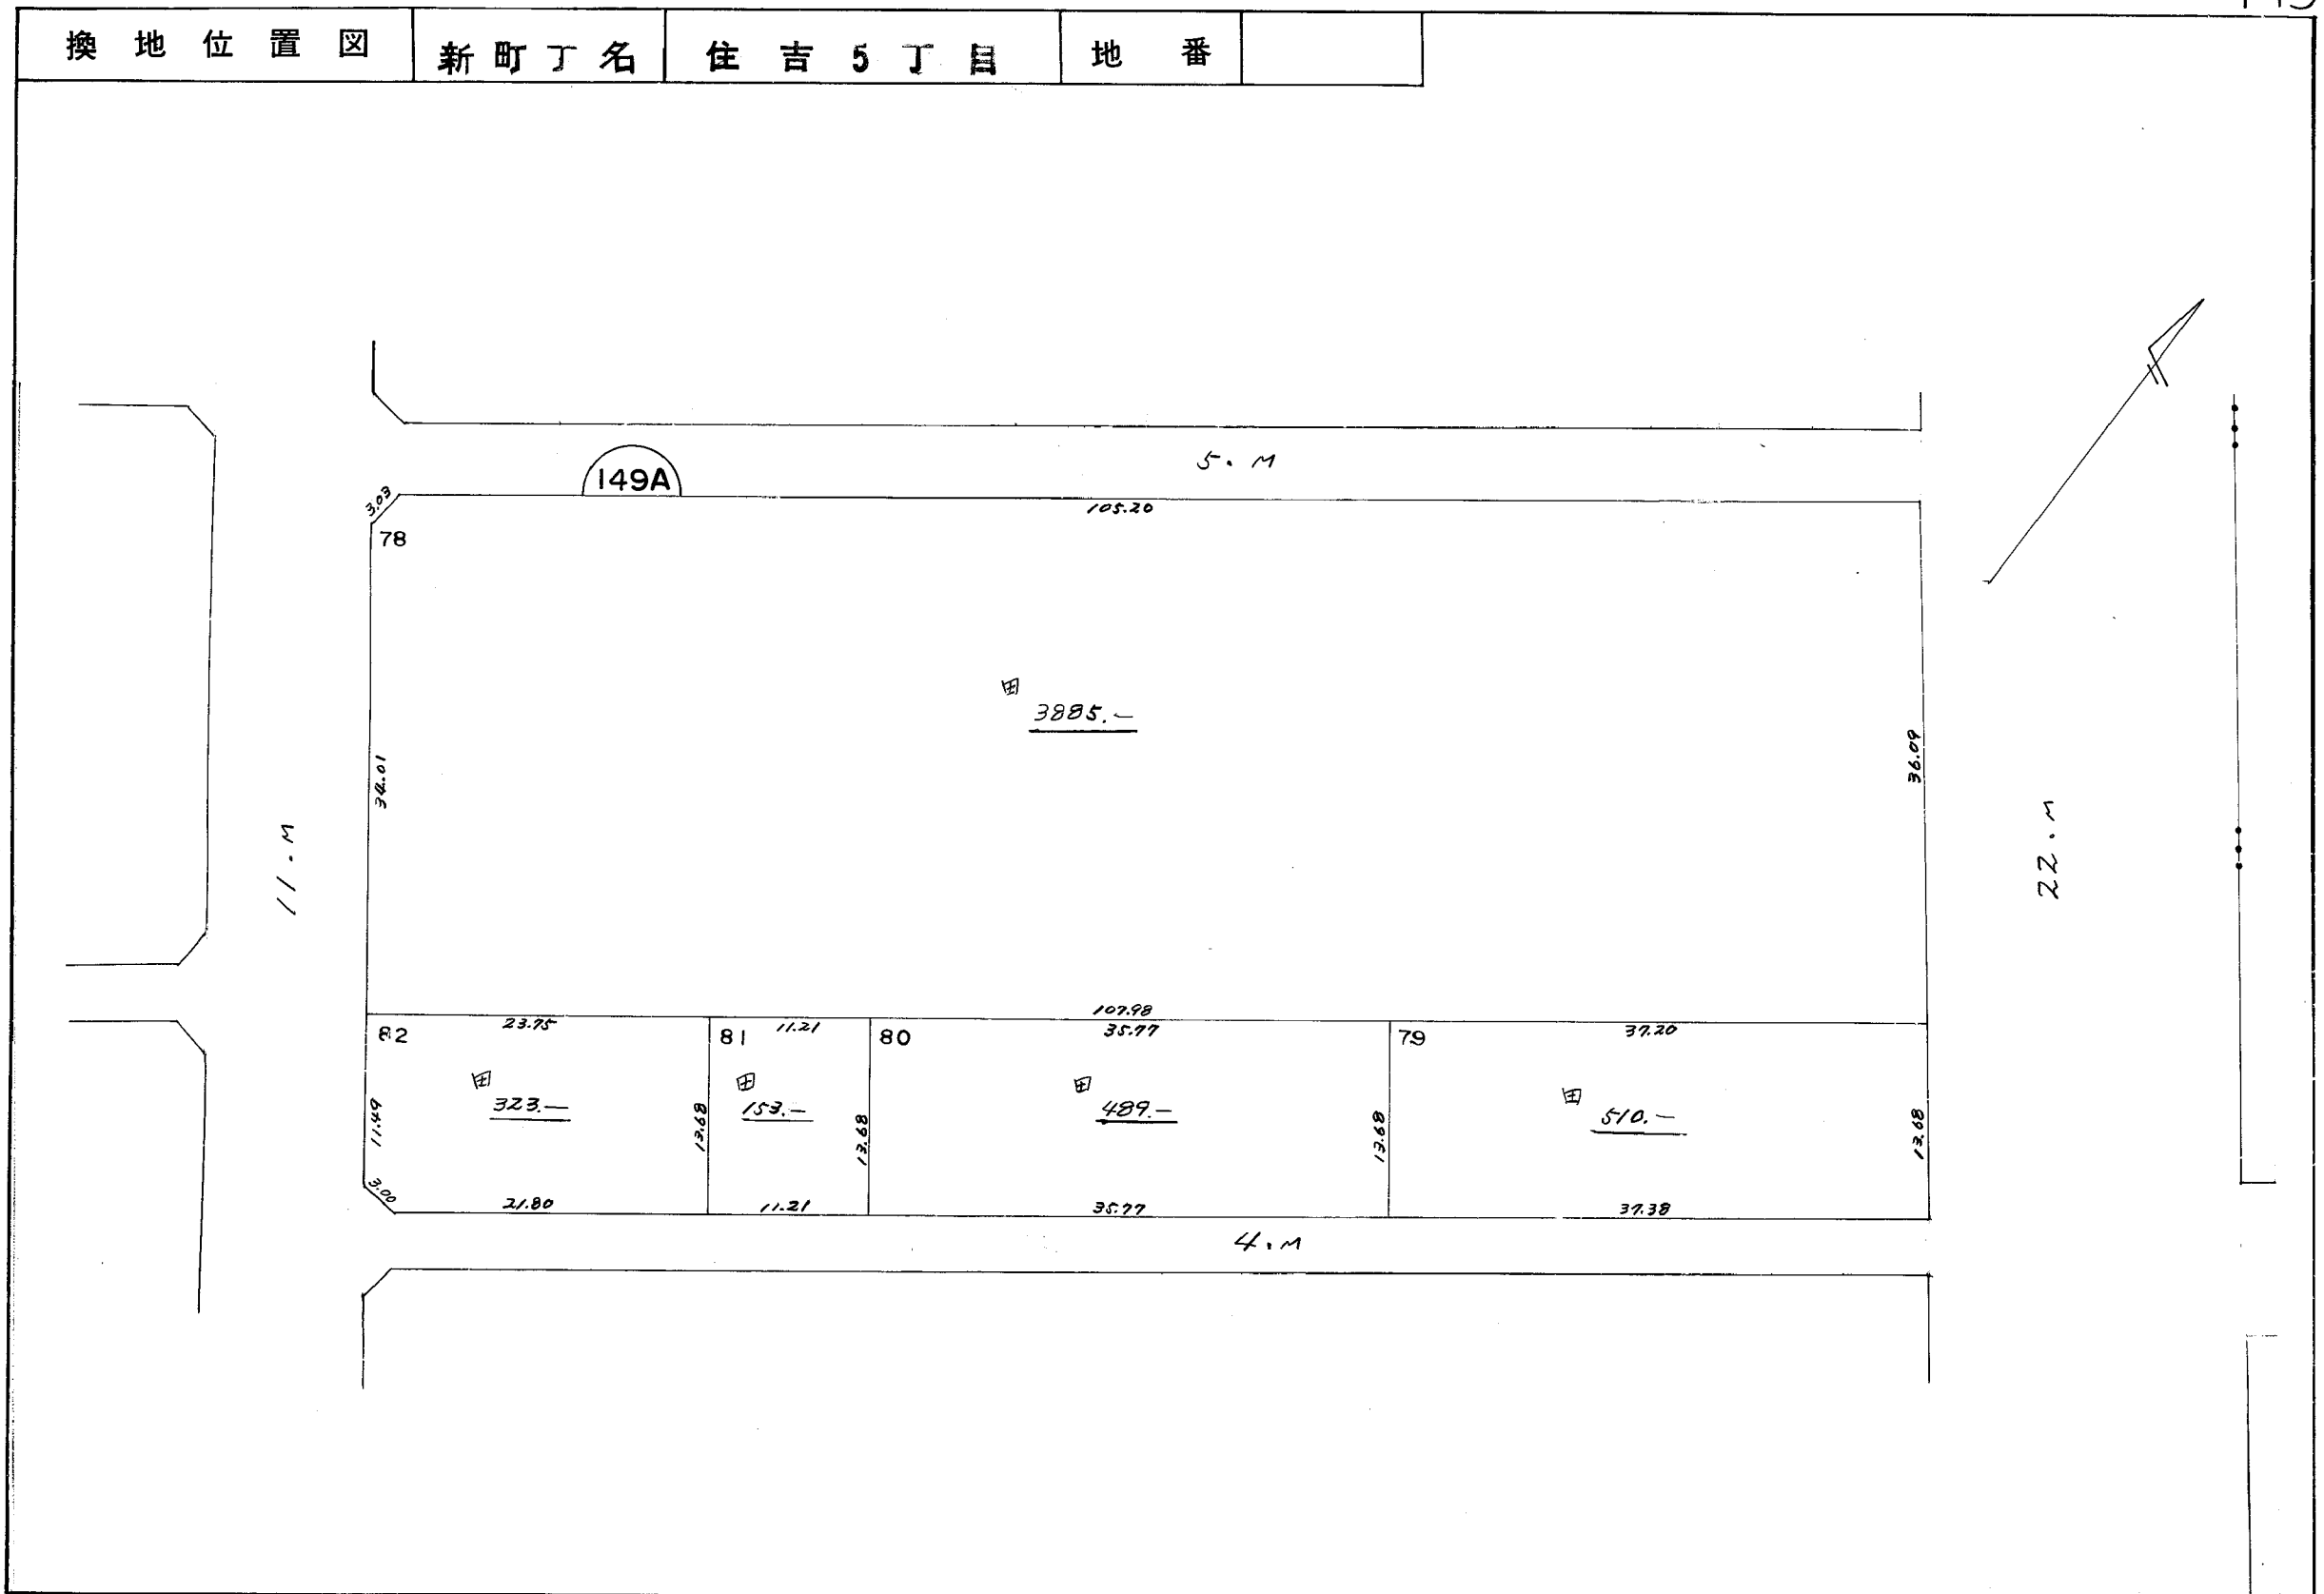 換地位置図 新町丁名 住吉5丁目 地番
5.M
149A
3.03
105.20
78
田
3885.-
34.01
36.09
11.M
22.M
107.98
23.75 11.21 35.77 37.20
82 81 80 79
田 田 田 田
323.- 153.- 489.- 510.-
11.49 13.68 13.68 13.68 13.68
3.00
21.80 11.21 35.77 37.38
4.M